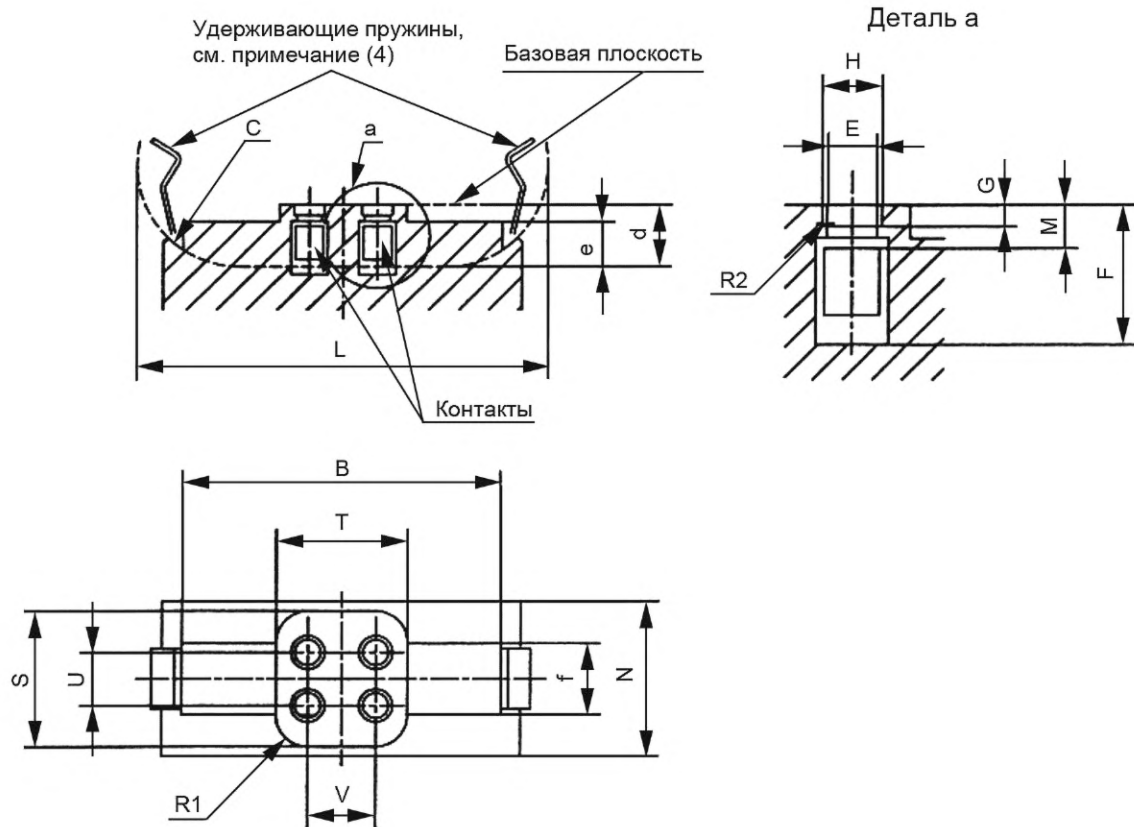 Удерживающие пружины,
см. примечание (4)
Базовая плоскость
Деталь a
C
a
d
e
L
Контакты
H
E
G
M
F
R2
B
T
S
U
f
N
R1
V